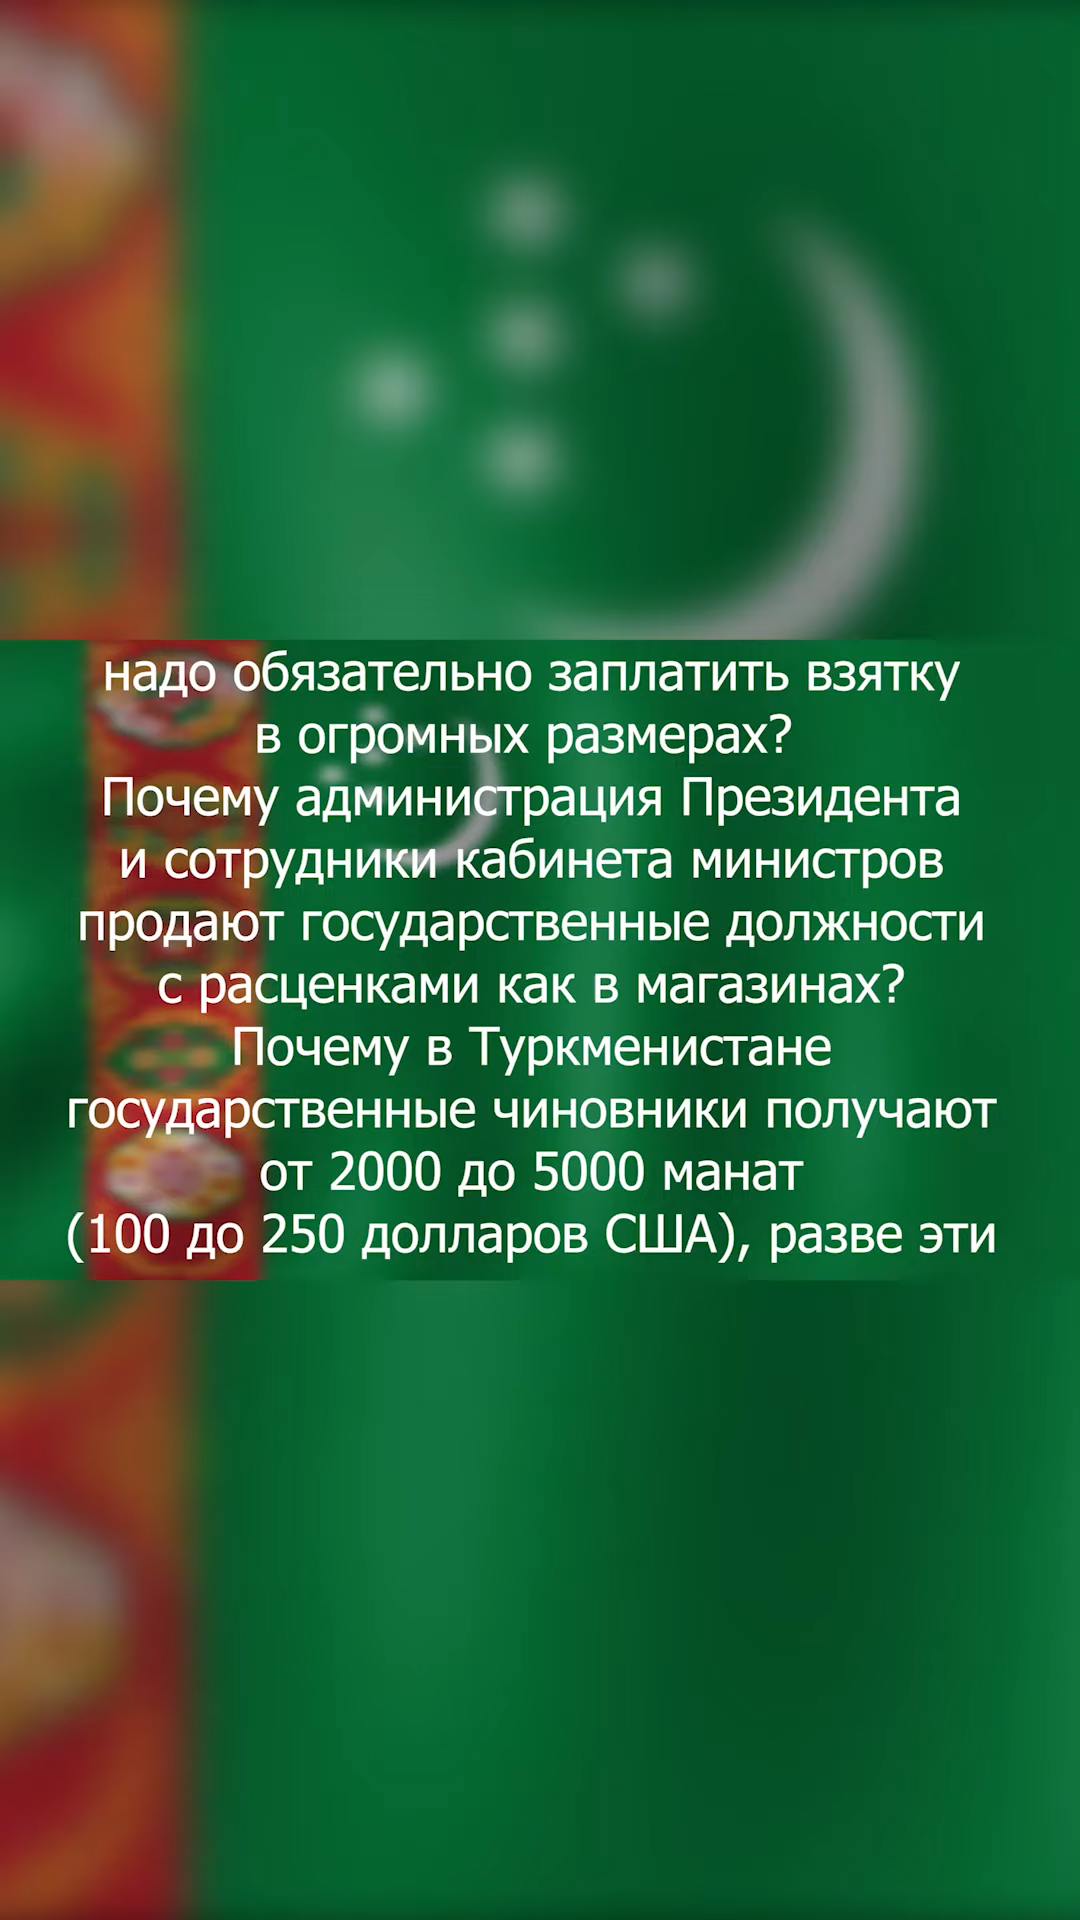 надо обязательно заплатить взятку
в огромных размерах?
Почему администрация Президента
и сотрудники кабинета министров
продают государственные должности
с расценками как в магазинах?
Почему в Туркменистане
государственные чиновники получают
от 2000 до 5000 манат
(100 до 250 долларов США), разве эти